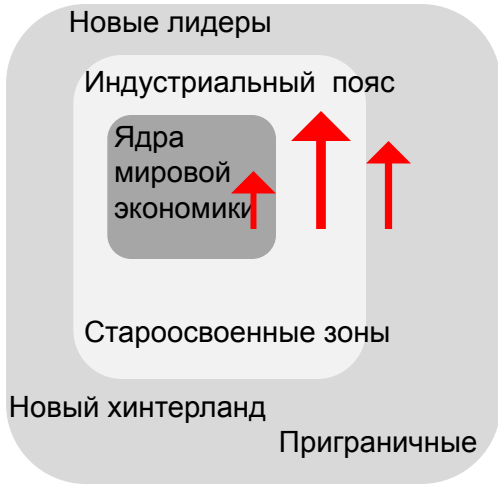 Новые лидеры
Индустриальный пояс
Ядра
мировой
экономики
Староосвоенные зоны
Новый хинтерланд
Приграничные